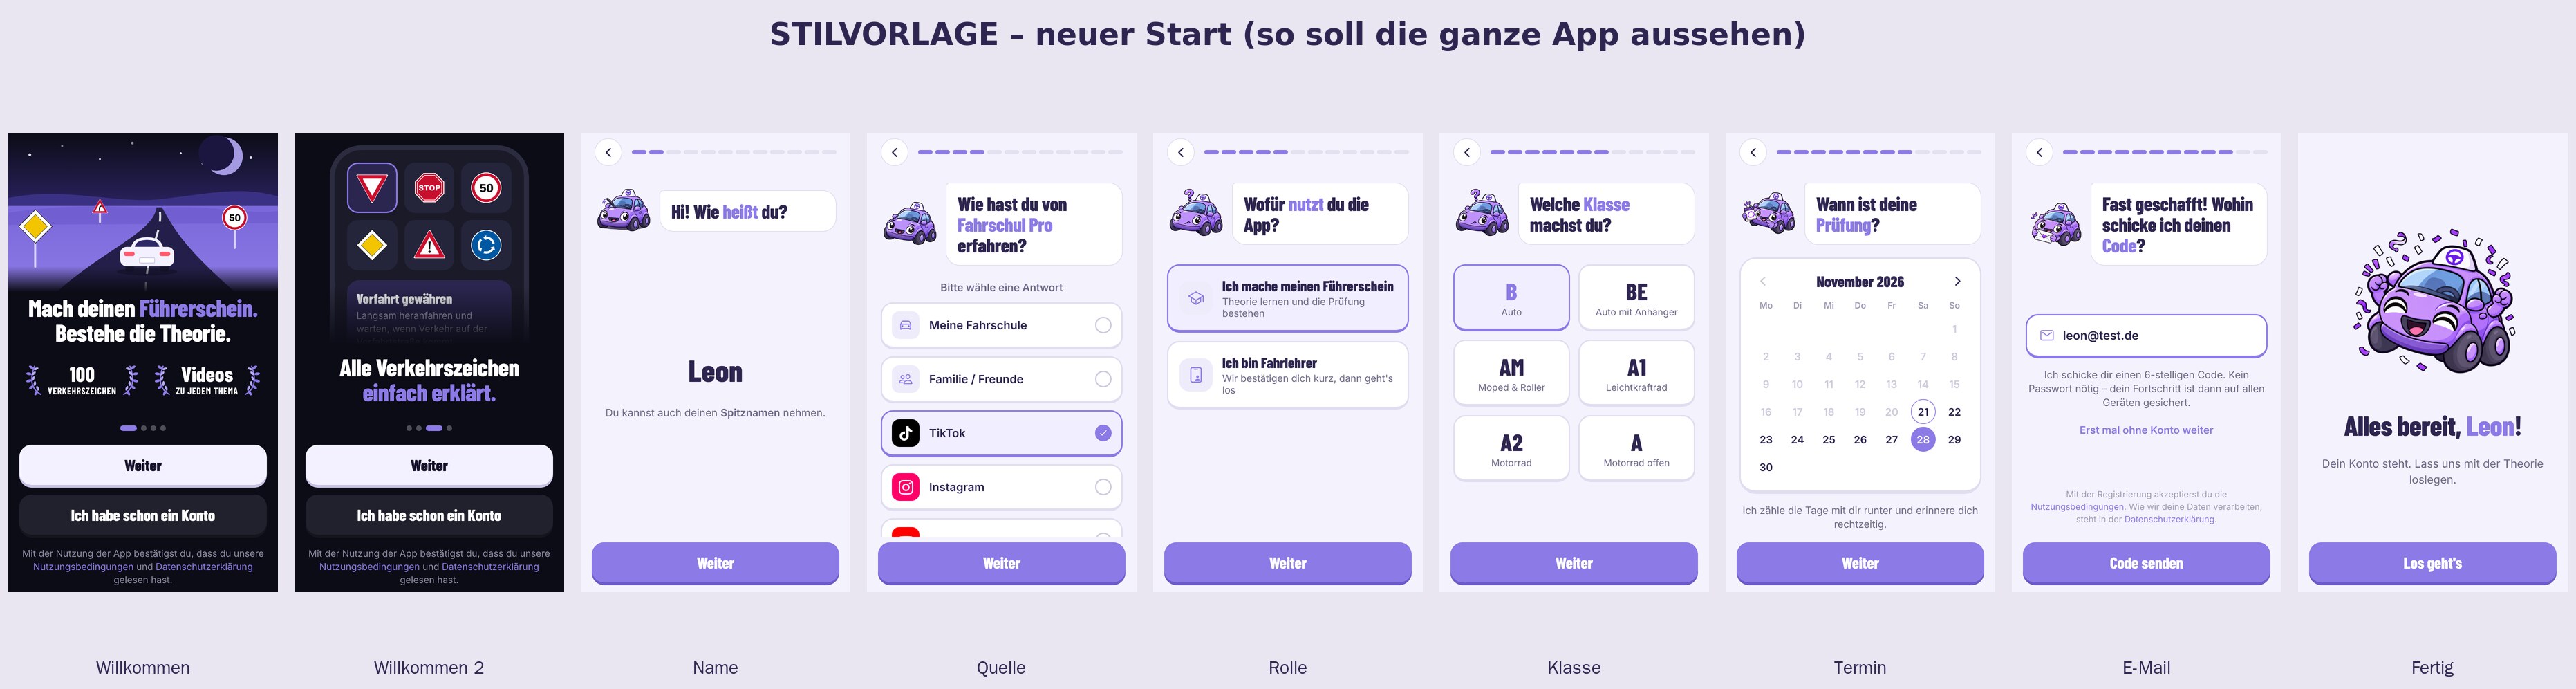 STILVORLAGE – neuer Start (so soll die ganze App aussehen)
50
Mach deinen Führerschein.
Bestehe die Theorie.
100
VERKEHRSZEICHEN
Videos
ZU JEDEM THEMA
Weiter
Ich habe schon ein Konto
Mit der Nutzung der App bestätigst du, dass du unsere
Nutzungsbedingungen und Datenschutzerklärung
gelesen hast.
Willkommen
STOP
50
Vorfahrt gewähren
Langsam heranfahren und
warten, wenn Verkehr auf der
Alle Verkehrszeichen
einfach erklärt.
Weiter
Ich habe schon ein Konto
Mit der Nutzung der App bestätigst du, dass du unsere
Nutzungsbedingungen und Datenschutzerklärung
gelesen hast.
Willkommen 2
Hi! Wie heißt du?
Leon
Du kannst auch deinen Spitznamen nehmen.
Weiter
Name
Wie hast du von
Fahrschul Pro
erfahren?
Bitte wähle eine Antwort
Meine Fahrschule
Familie / Freunde
TikTok
Instagram
Weiter
Quelle
Wofür nutzt du die
App?
Ich mache meinen Führerschein
Theorie lernen und die Prüfung
bestehen
Ich bin Fahrlehrer
Wir bestätigen dich kurz, dann geht's
los
Weiter
Rolle
Welche Klasse
machst du?
B
Auto
BE
Auto mit Anhänger
AM
Moped & Roller
A1
Leichtkraftrad
A2
Motorrad
A
Motorrad offen
Weiter
Klasse
Wann ist deine
Prüfung?
November 2026
Mo Di Mi Do Fr Sa So
1
2 3 4 5 6 7 8
9 10 11 12 13 14 15
16 17 18 19 20 21 22
23 24 25 26 27 28 29
30
Ich zähle die Tage mit dir runter und erinnere dich
rechtzeitig.
Weiter
Termin
Fast geschafft! Wohin
schicke ich deinen
Code?
leon@test.de
Ich schicke dir einen 6-stelligen Code. Kein
Passwort nötig – dein Fortschritt ist dann auf allen
Geräten gesichert.
Erst mal ohne Konto weiter
Mit der Registrierung akzeptierst du die
Nutzungsbedingungen. Wie wir deine Daten verarbeiten,
steht in der Datenschutzerklärung.
Code senden
E-Mail
Alles bereit, Leon!
Dein Konto steht. Lass uns mit der Theorie
loslegen.
Los geht's
Fertig